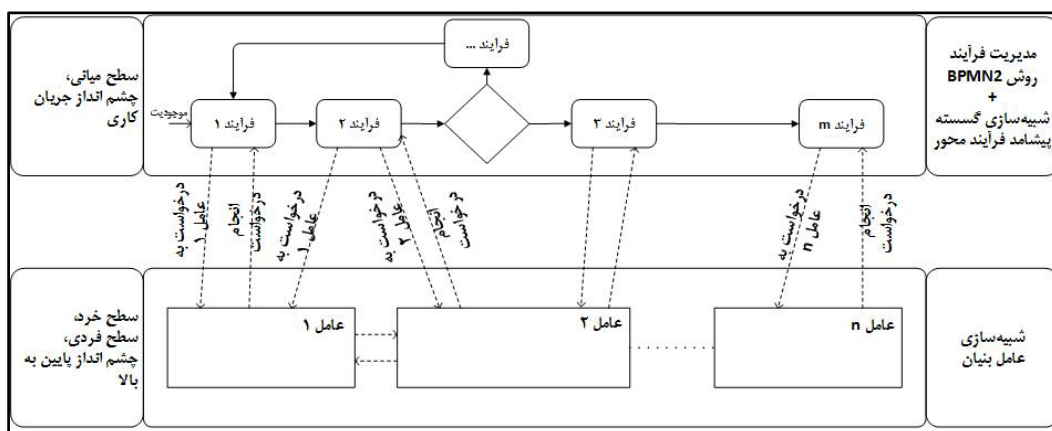 مدیریت فرآیند
روش BPMN2
+
شبیه‌سازی گسسته
پیشامد فرآیند محور
سطح میانی،
چشم انداز جریان
کاری
فرآیند ...
موجودیت
فرآیند ۱
فرآیند ۲
فرآیند ۳
فرآیند m
درخواست به
عامل ۱
انجام
درخواست
درخواست به
عامل ۱
درخواست به
عامل ۲
انجام
درخواست
درخواست به
عامل n
انجام
درخواست
شبیه‌سازی
عامل بنیان
سطح خرد،
سطح فردی،
چشم انداز پایین به
بالا
عامل ۱
عامل ۲
عامل n